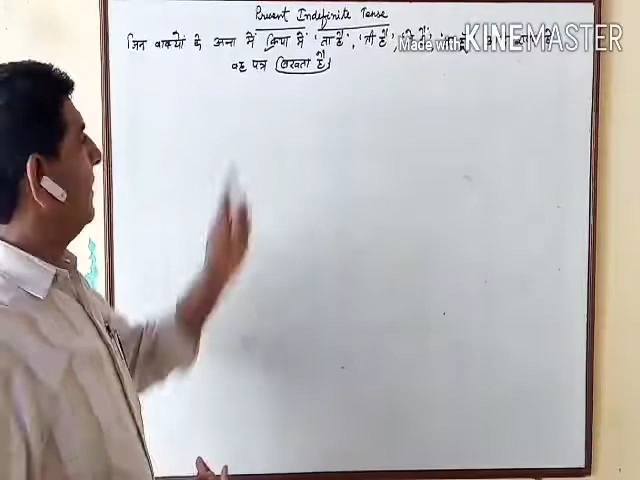 Present Indefinite Tense
जिन वाक्यों के अन्त में क्रिया में 'ता है', 'ती है', 'ते हैं',
वह पत्र लिखता है।
Made with KINEMASTER